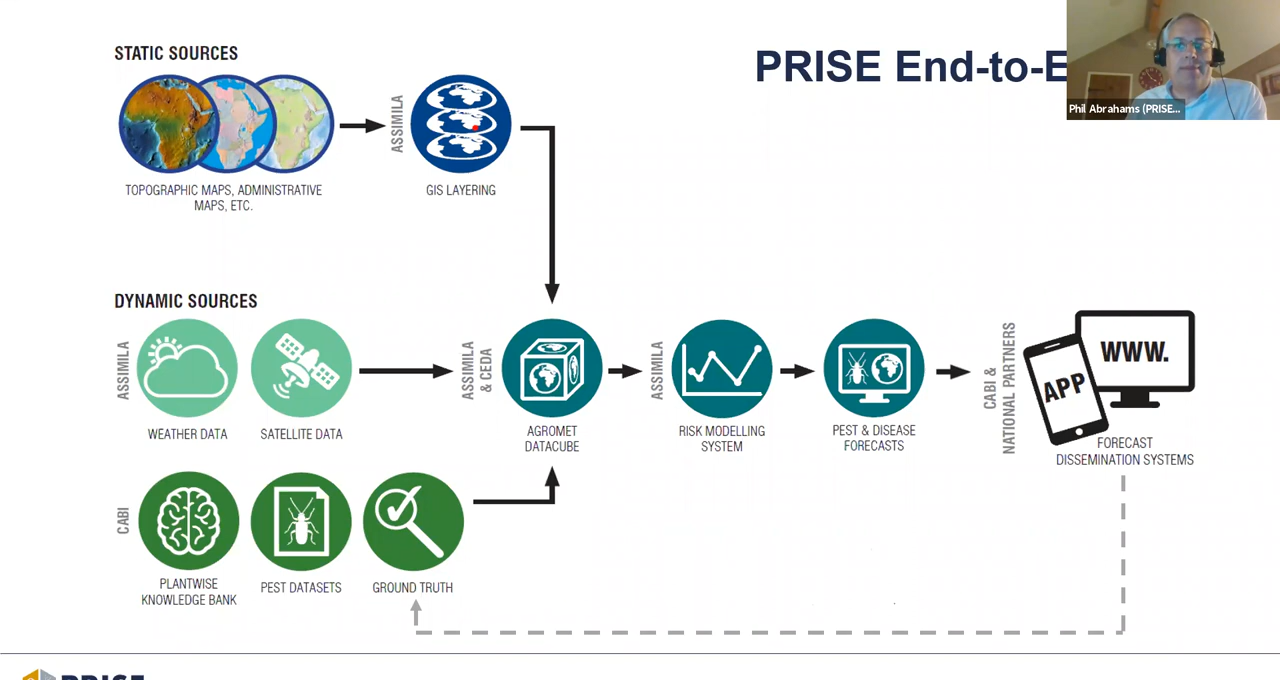 STATIC SOURCES
PRISE End-to-E
Phil Abrahams (PRISE...
ASSIMILA
TOPOGRAPHIC MAPS, ADMINISTRATIVE
MAPS, ETC.
GIS LAYERING
DYNAMIC SOURCES
ASSIMILA
WEATHER DATA
SATELLITE DATA
ASSIMILA
& CEDA
AGROMET
DATACUBE
ASSIMILA
RISK MODELLING
SYSTEM
PEST & DISEASE
FORECASTS
CABI &
NATIONAL PARTNERS
APP
WWW.
FORECAST
DISSEMINATION SYSTEMS
CABI
PLANTWISE
KNOWLEDGE BANK
PEST DATASETS
GROUND TRUTH
PRISE